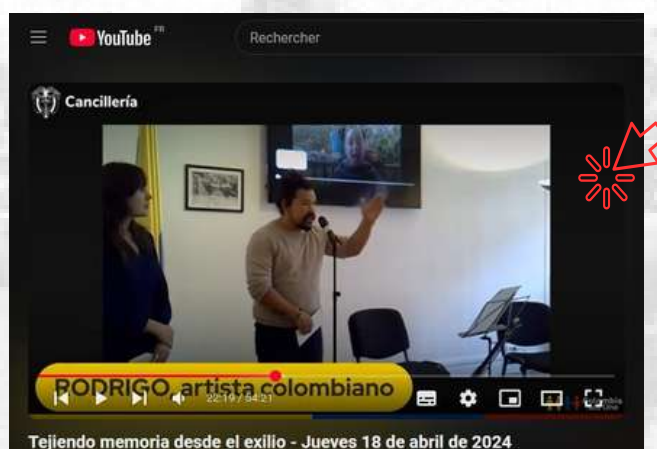 YouTube FR
Rechercher
Cancillería
RODRIGO, artista colombiano
22:19 / 54:21
Tejiendo memoria desde el exilio - Jueves 18 de abril de 2024